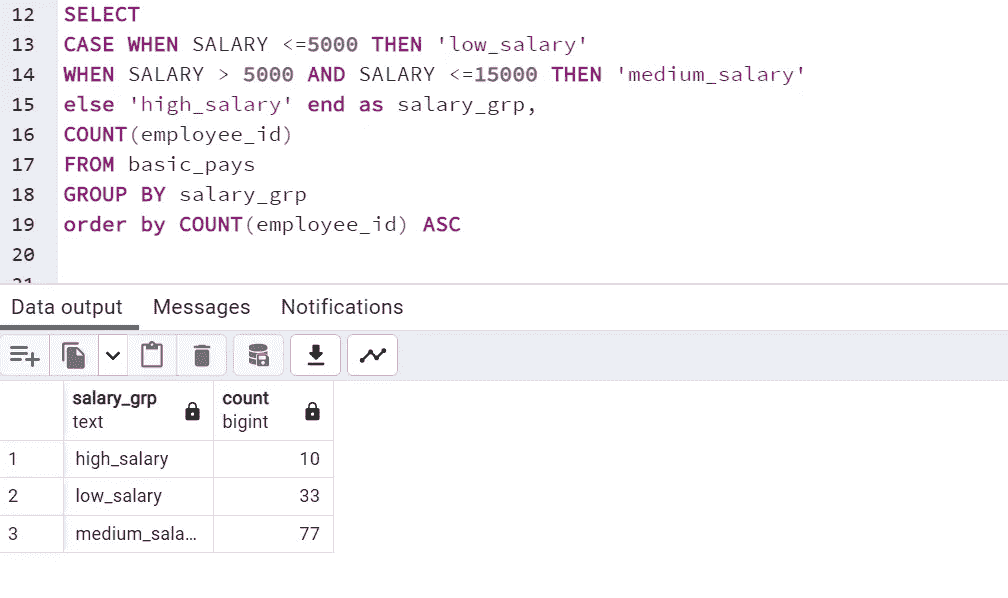 12 SELECT
13 CASE WHEN SALARY <=5000 THEN 'low_salary'
14 WHEN SALARY > 5000 AND SALARY <=15000 THEN 'medium_salary'
15 else 'high_salary' end as salary_grp,
16 COUNT(employee_id)
17 FROM basic_pays
18 GROUP BY salary_grp
19 order by COUNT(employee_id) ASC
20
Data output Messages Notifications
salary_grp count
text bigint
1 high_salary 10
2 low_salary 33
3 medium_sala... 77